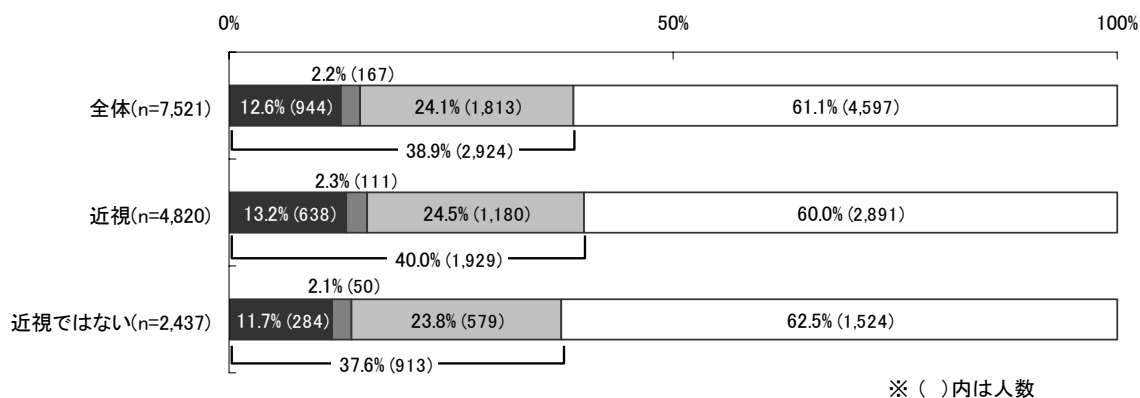 0% 50% 100%
2.2% (167)
全体(n=7,521) 12.6% (944) 24.1% (1,813) 61.1% (4,597)
38.9% (2,924)
2.3% (111)
近視(n=4,820) 13.2% (638) 24.5% (1,180) 60.0% (2,891)
40.0% (1,929)
2.1% (50)
近視ではない(n=2,437) 11.7% (284) 23.8% (579) 62.5% (1,524)
37.6% (913)
※ ( )内は人数